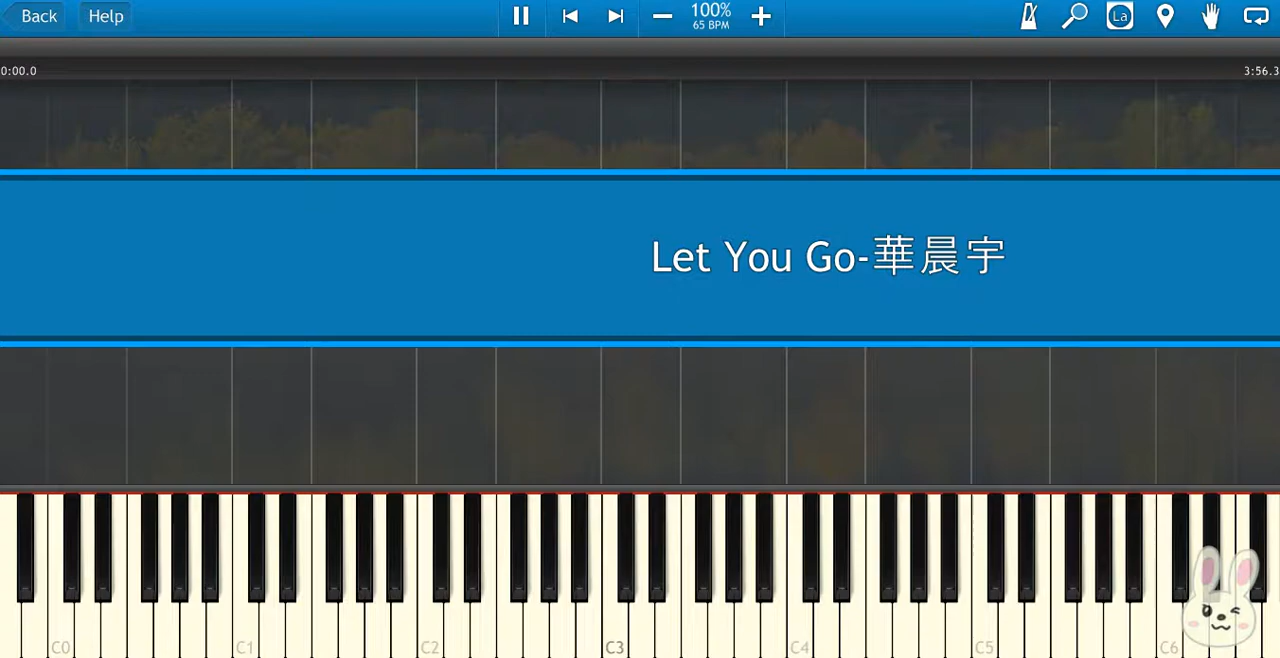 Back Help 100%
65 BPM La
0:00.0 3:56.3
Let You Go-華晨宇
C0 C1 C2 C3 C4 C5 C6